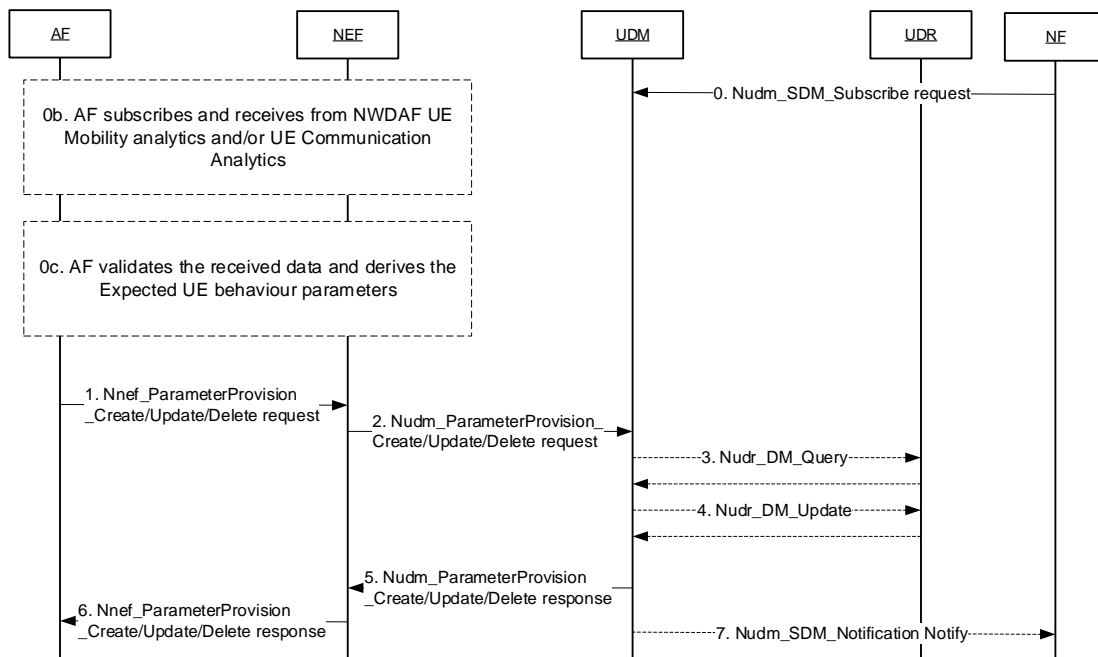 AF
NEF
UDM
UDR
NF
0. Nudm_SDM_Subscribe request
0b. AF subscribes and receives from NWDAF UE
Mobility analytics and/or UE Communication
Analytics
0c. AF validates the received data and derives the
Expected UE behaviour parameters
1. Nnef_ParameterProvision
_Create/Update/Delete request
2. Nudm_ParameterProvision_
Create/Update/Delete request
3. Nudr_DM_Query
4. Nudr_DM_Update
5. Nudm_ParameterProvision
_Create/Update/Delete response
6. Nnef_ParameterProvision
_Create/Update/Delete response
7. Nudm_SDM_Notification Notify